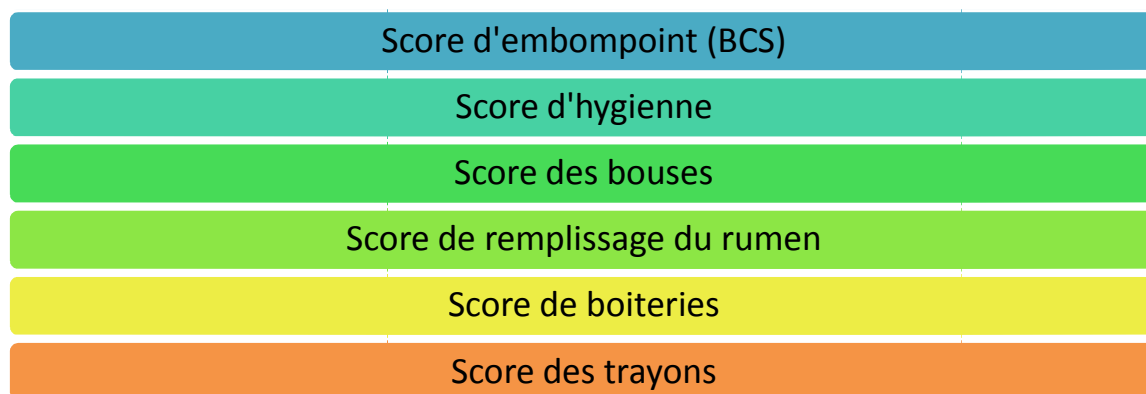 Score d'embompoint (BCS)
Score d'hygienne
Score des bouses
Score de remplissage du rumen
Score de boiteries
Score des trayons